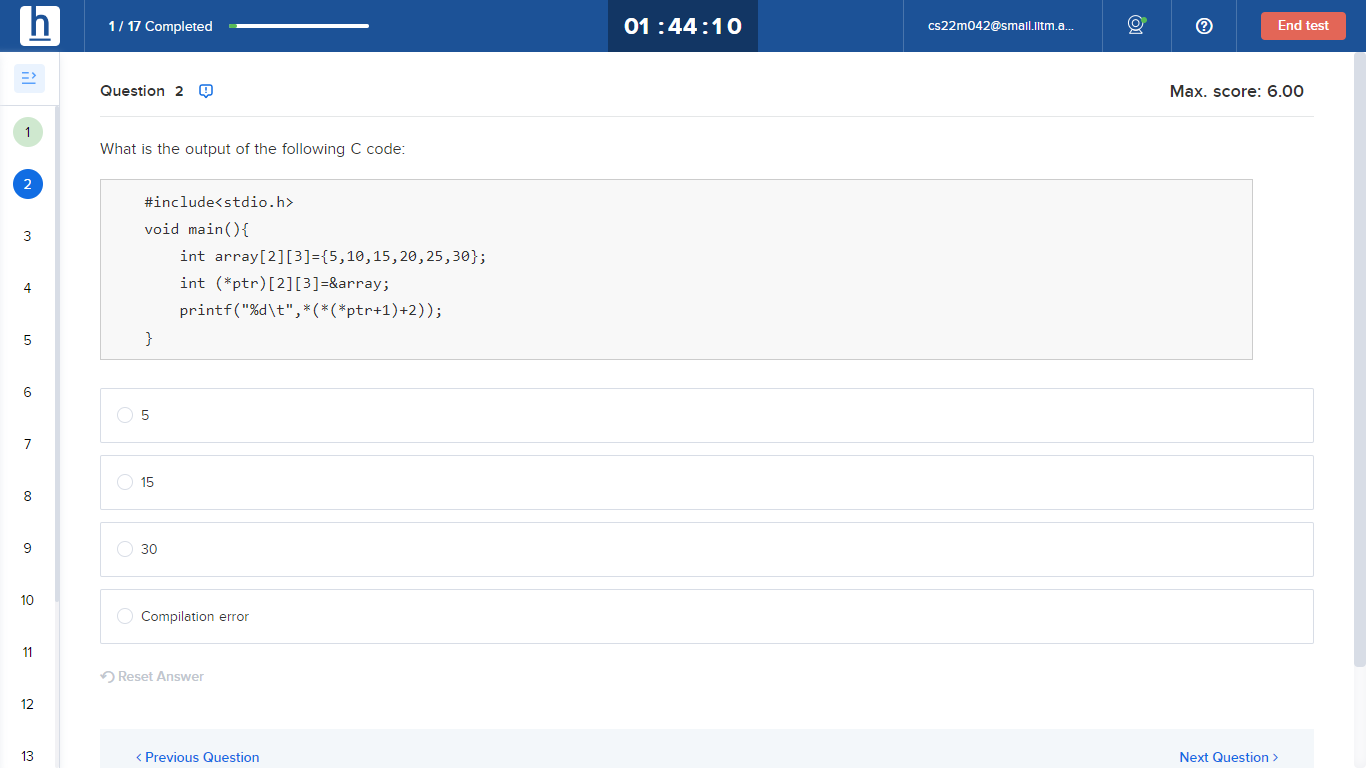 h
1 / 17 Completed
01 : 44 : 10
cs22m042@smail.iitm.a...
End test
Question 2
Max. score: 6.00
What is the output of the following C code:
#include<stdio.h>
void main(){
    int array[2][3]={5,10,15,20,25,30};
    int (*ptr)[2][3]=&array;
    printf("%d\t",*(*(*ptr+1)+2));
}
5
15
30
Compilation error
Reset Answer
< Previous Question
Next Question >
1
2
3
4
5
6
7
8
9
10
11
12
13